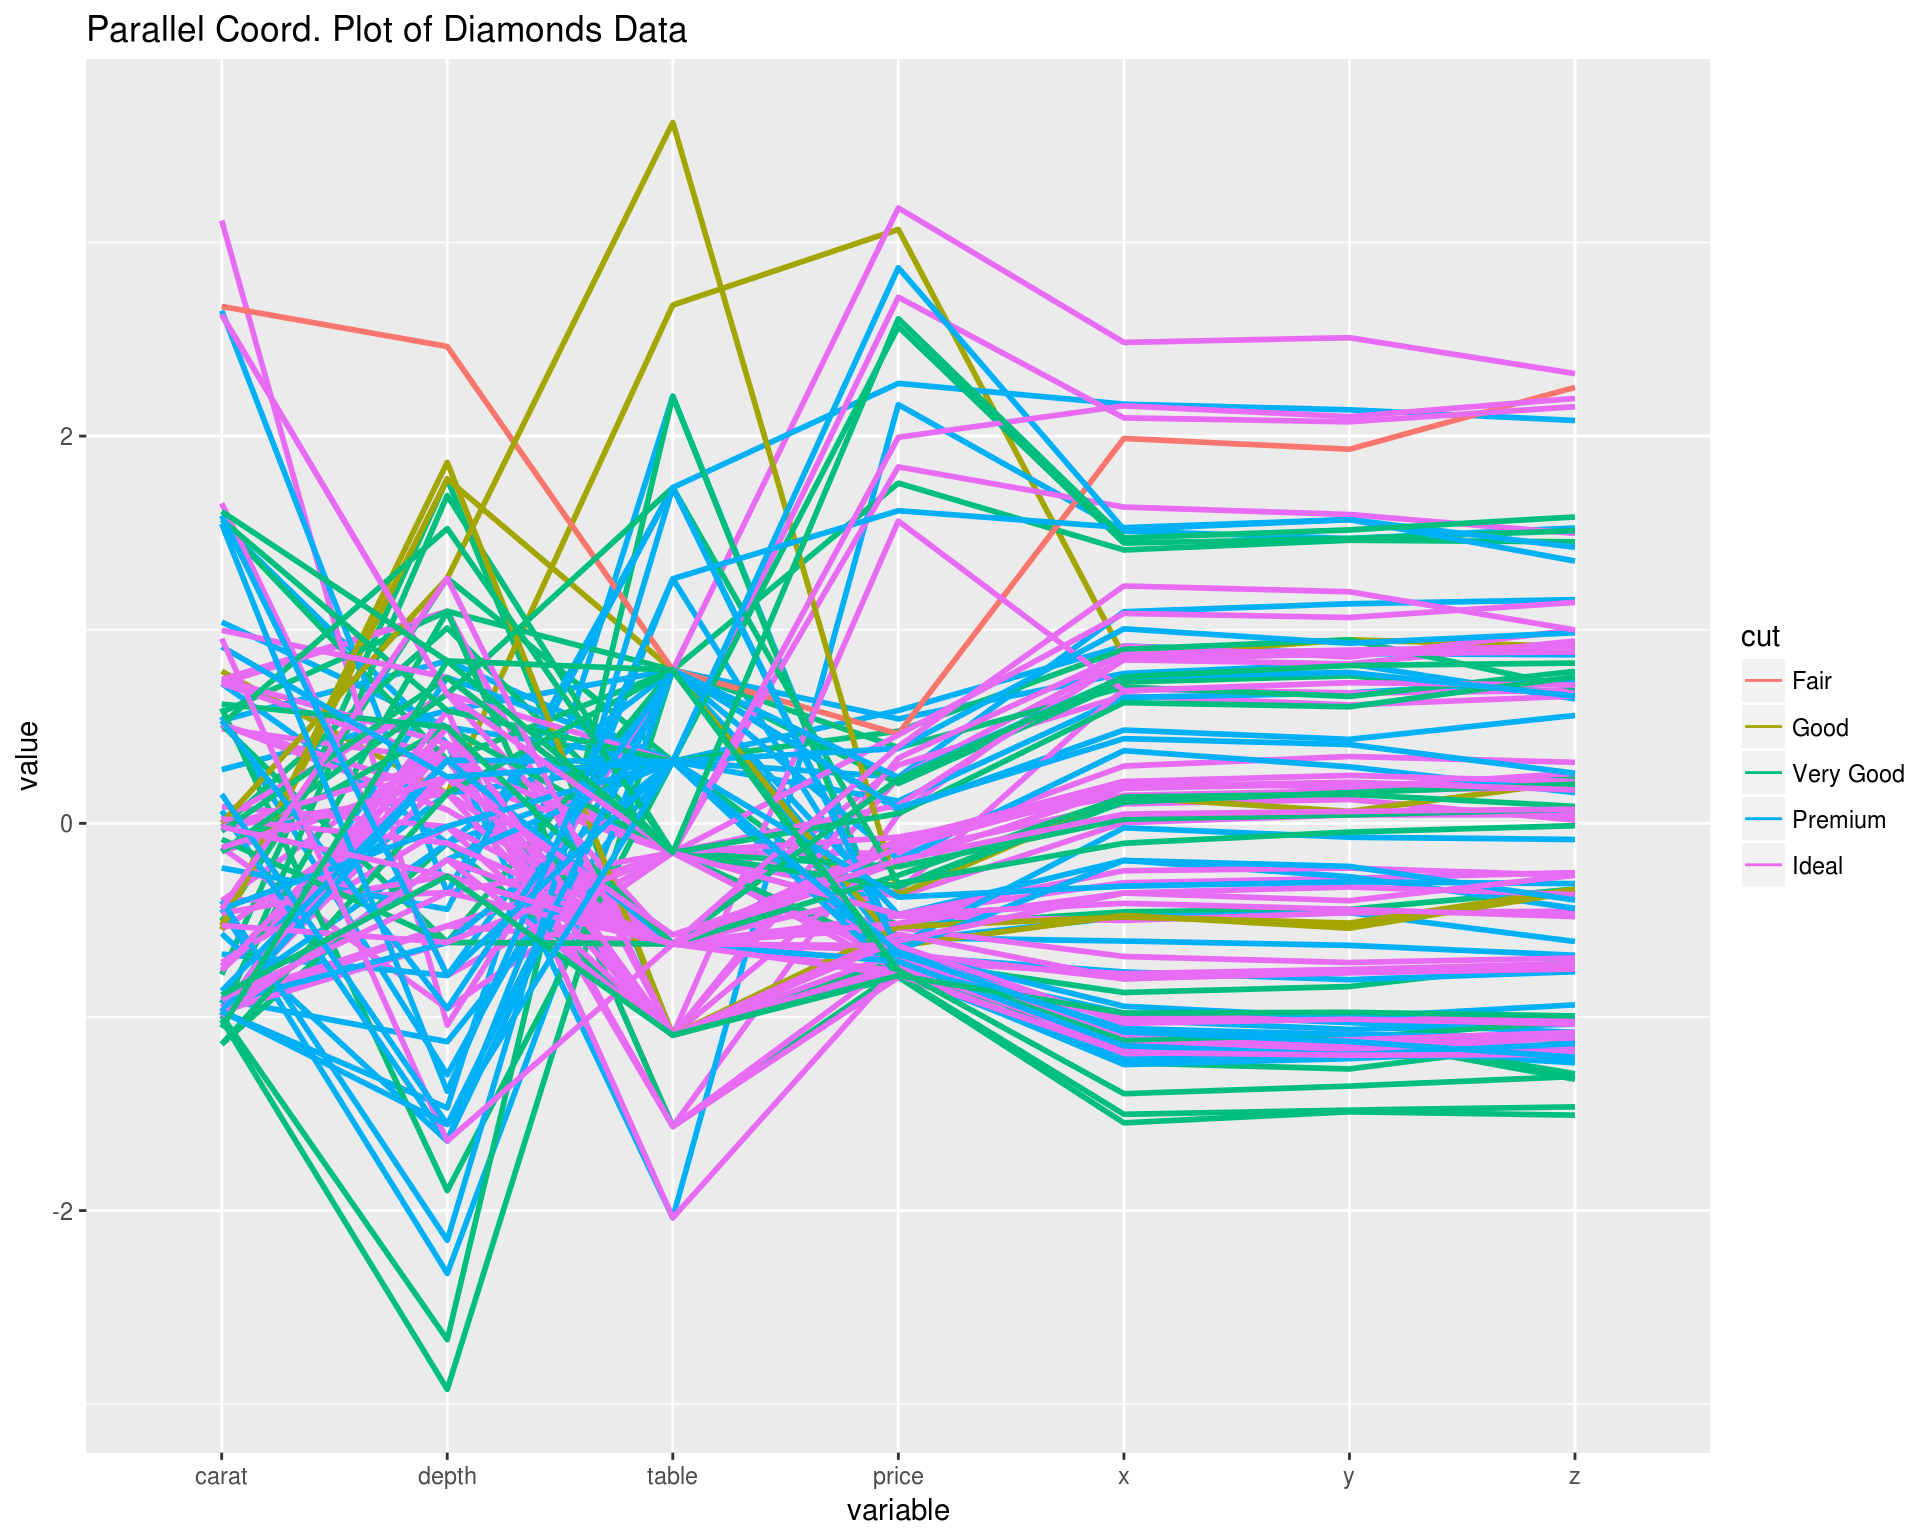 Parallel Coord. Plot of Diamonds Data
value
2
0
-2
carat
depth
table
price
x
y
z
variable
cut
Fair
Good
Very Good
Premium
Ideal